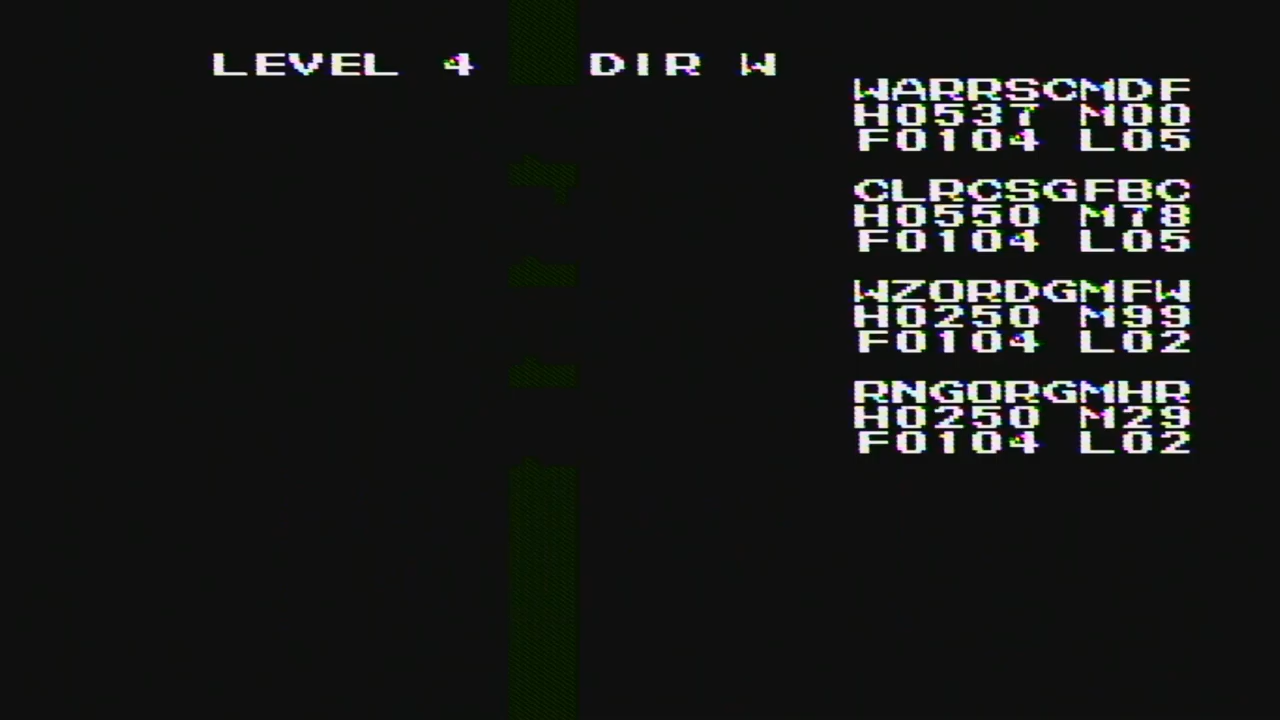 LEVEL 4 DIR W
WARRSCMDF
H0537 M00
F0104 L05
CLRCSGFBC
H0550 M78
F0104 L05
WZORDGMFW
H0250 M99
F0104 L02
RNGORGMHR
H0250 M29
F0104 L02